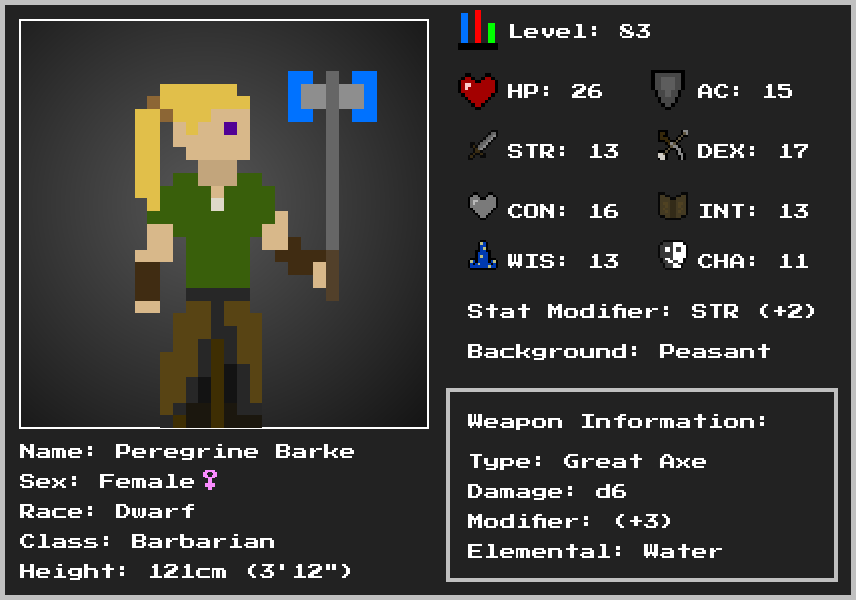 Level: 83
HP: 26
AC: 15
STR: 13
DEX: 17
CON: 16
INT: 13
WIS: 13
CHA: 11
Stat Modifier: STR (+2)
Background: Peasant
Name: Peregrine Barke
Sex: Female♀
Race: Dwarf
Class: Barbarian
Height: 121cm (3'12")
Weapon Information:
Type: Great Axe
Damage: d6
Modifier: (+3)
Elemental: Water